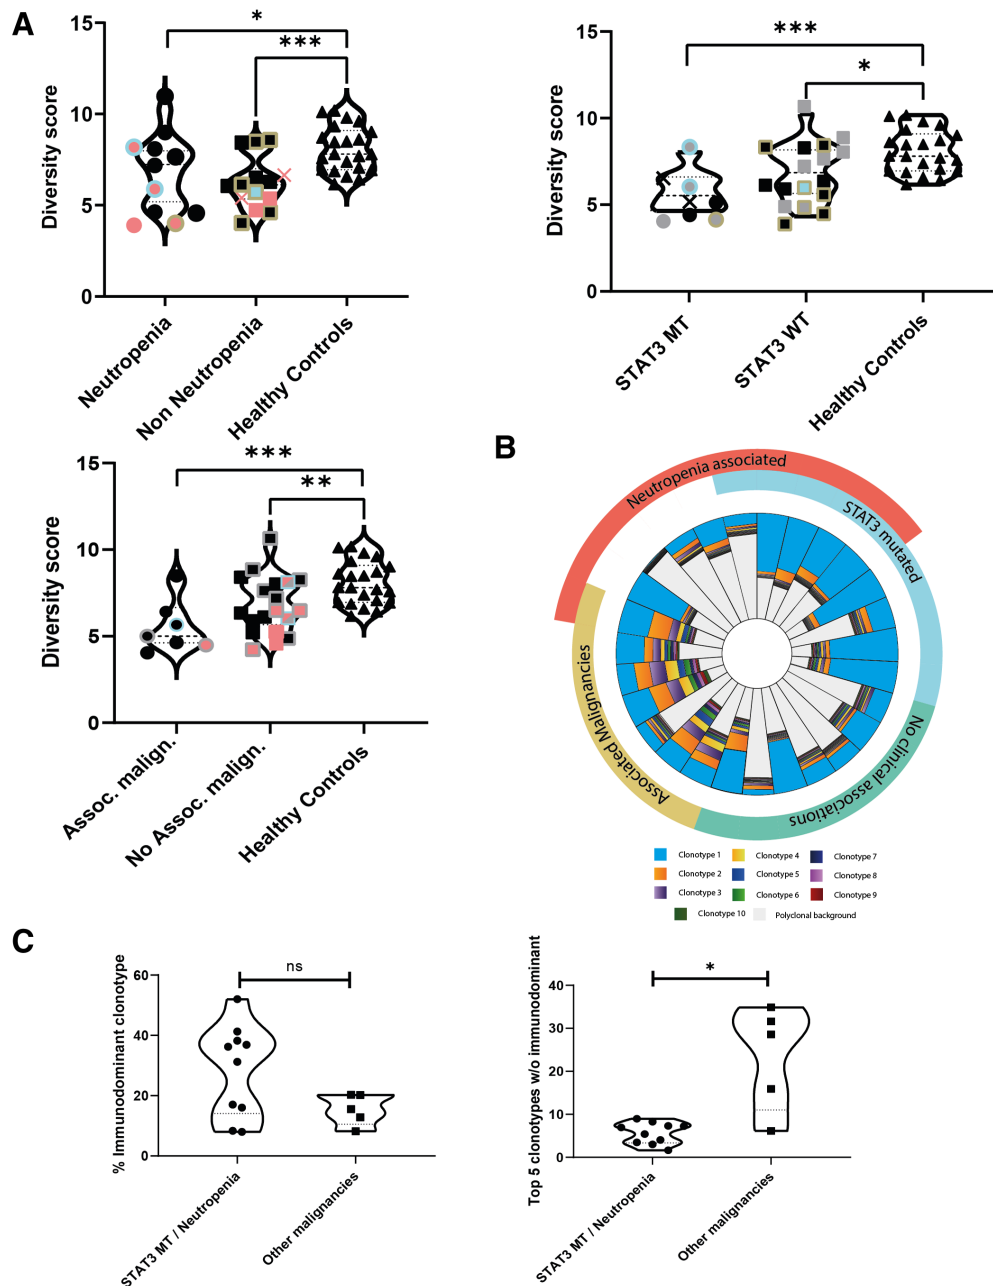 A
Diversity score
15
10
5
0
*
***
Neutropenia
Non Neutropenia
Healthy Controls
Diversity score
15
10
5
0
***
*
STAT3 MT
STAT3 WT
Healthy Controls
Diversity score
15
10
5
0
***
**
Assoc. malign.
No Assoc. malign.
Healthy Controls
B
Neutropenia associated
STAT3 mutated
No clinical associations
Associated Malignancies
Clonotype 1
Clonotype 4
Clonotype 7
Clonotype 2
Clonotype 5
Clonotype 8
Clonotype 3
Clonotype 6
Clonotype 9
Clonotype 10
Polyclonal background
C
% Immunodominant clonotype
60
40
20
0
ns
STAT3 MT / Neutropenia
Other malignancies
Top 5 clonotypes w/o immunodominant
40
30
20
10
0
*
STAT3 MT / Neutropenia
Other malignancies